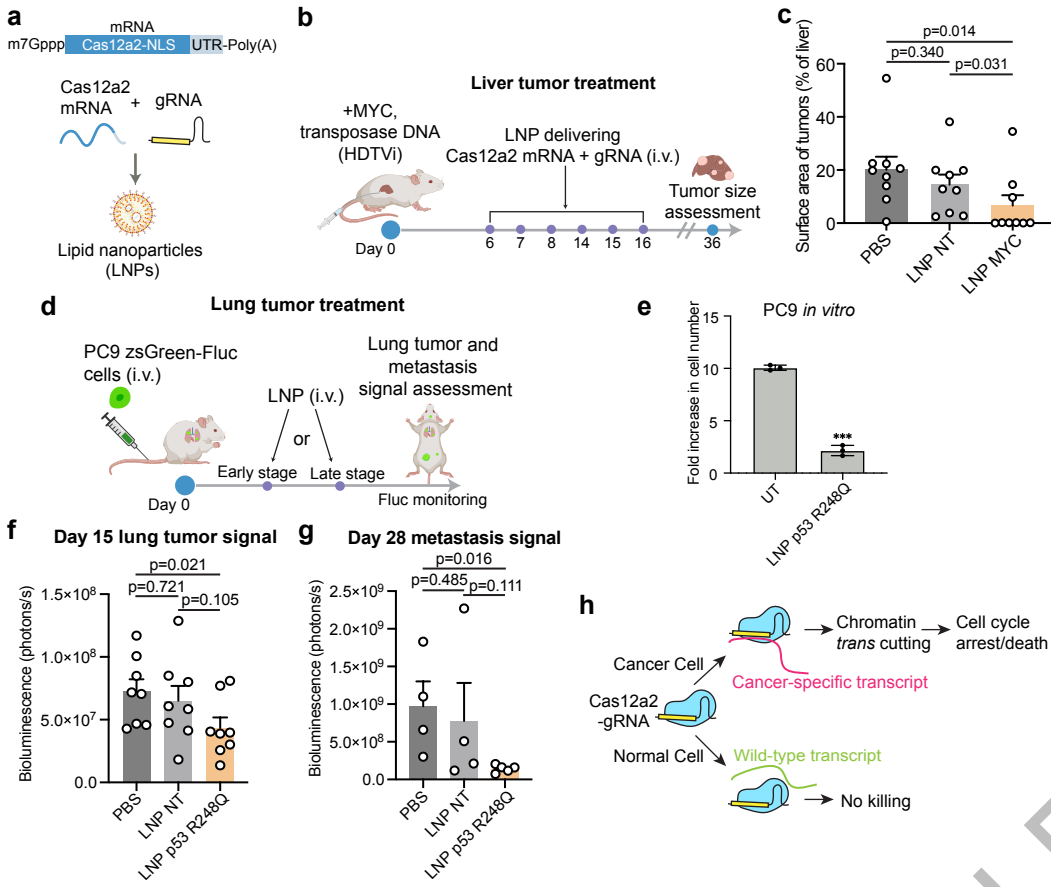 a
mRNA
m7Gppp Cas12a2-NLS UTR-Poly(A)
Cas12a2
mRNA + gRNA
Lipid nanoparticles
(LNPs)
b
Liver tumor treatment
+MYC,
transposase DNA
(HDTVi)
LNP delivering
Cas12a2 mRNA + gRNA (i.v.)
Tumor size
assessment
Day 0 6 7 8 14 15 16 36
c
p=0.014
p=0.340 p=0.031
Surface area of tumors (% of liver)
60
40
20
0
PBS
LNP NT
LNP MYC
d
Lung tumor treatment
PC9 zsGreen-Fluc
cells (i.v.)
LNP (i.v.)
or
Early stage Late stage
Lung tumor and
metastasis
signal assessment
Day 0
Fluc monitoring
e
PC9 in vitro
Fold increase in cell number
15
10
5
0
***
UT
LNP p53 R248Q
f
Day 15 lung tumor signal
p=0.021
p=0.721
p=0.105
Bioluminescence (photons/s)
1.5×10⁸
1.0×10⁸
5.0×10⁷
0.0
PBS
LNP NT
LNP p53 R248Q
g
Day 28 metastasis signal
p=0.016
p=0.485
p=0.111
Bioluminescence (photons/s)
2.5×10⁹
2.0×10⁹
1.5×10⁹
1.0×10⁹
5.0×10⁸
0.0
PBS
LNP NT
LNP p53 R248Q
h
Cancer Cell
Cas12a2
-gRNA
Normal Cell
Cancer-specific transcript
Chromatin
trans cutting
Cell cycle
arrest/death
Wild-type transcript
No killing